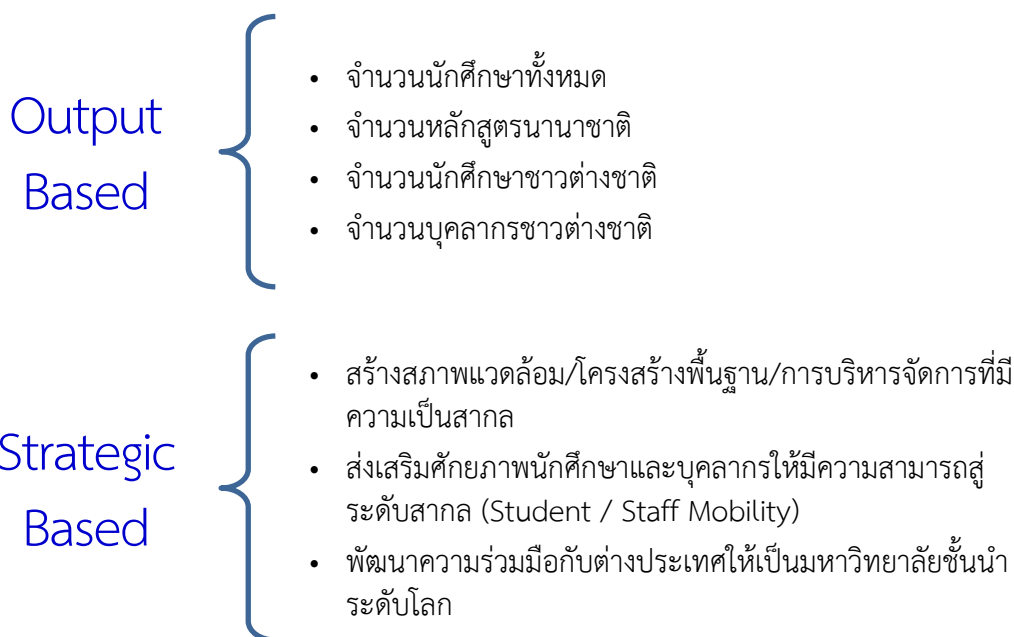 Output
Based
• จำนวนนักศึกษาทั้งหมด
• จำนวนหลักสูตรนานาชาติ
• จำนวนนักศึกษาชาวต่างชาติ
• จำนวนบุคลากรชาวต่างชาติ
Strategic
Based
• สร้างสภาพแวดล้อม/โครงสร้างพื้นฐาน/การบริหารจัดการที่มี
ความเป็นสากล
• ส่งเสริมศักยภาพนักศึกษาและบุคลากรให้มีความสามารถสู่
ระดับสากล (Student / Staff Mobility)
• พัฒนาความร่วมมือกับต่างประเทศให้เป็นมหาวิทยาลัยชั้นนำ
ระดับโลก